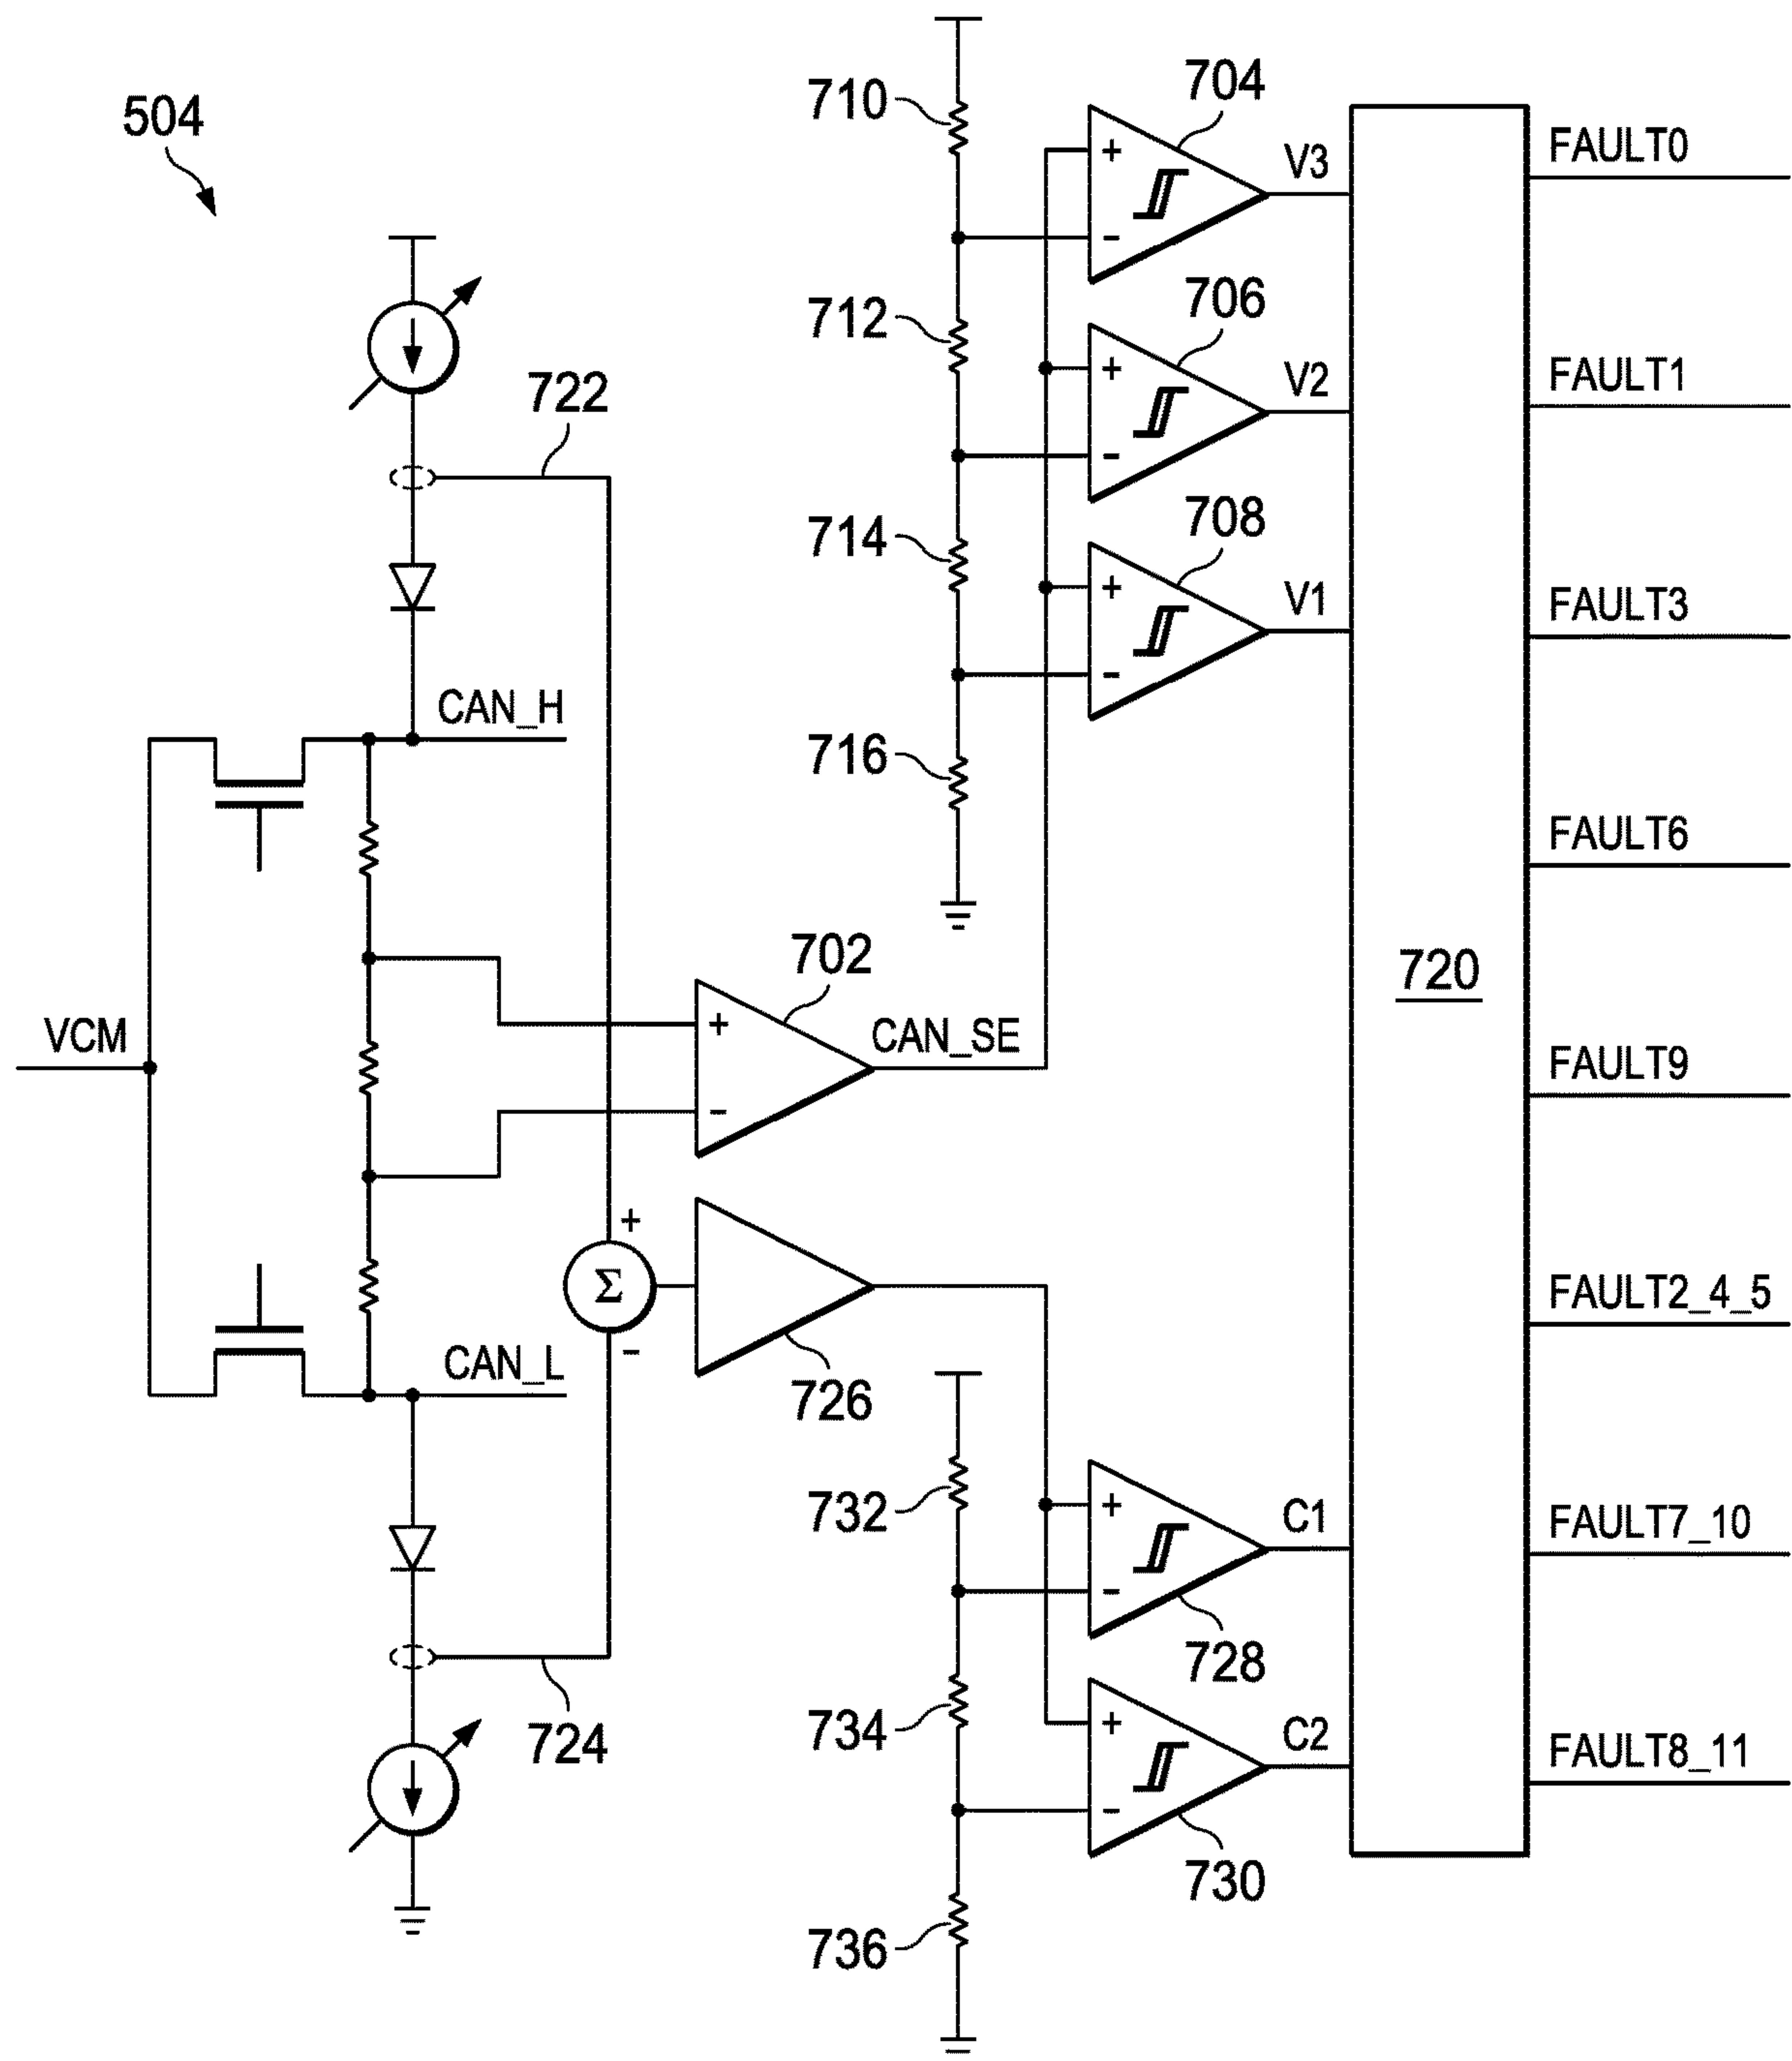 504
710
704
V3
FAULT0
712
706
V2
FAULT1
722
714
708
V1
FAULT3
CAN_H
716
FAULT6
702
720
VCM
+
-
CAN_SE
FAULT9
+
Σ
-
726
FAULT2_4_5
CAN_L
732
+
-
C1
728
FAULT7_10
724
734
+
-
C2
730
FAULT8_11
736
+
-
+
-
+
-